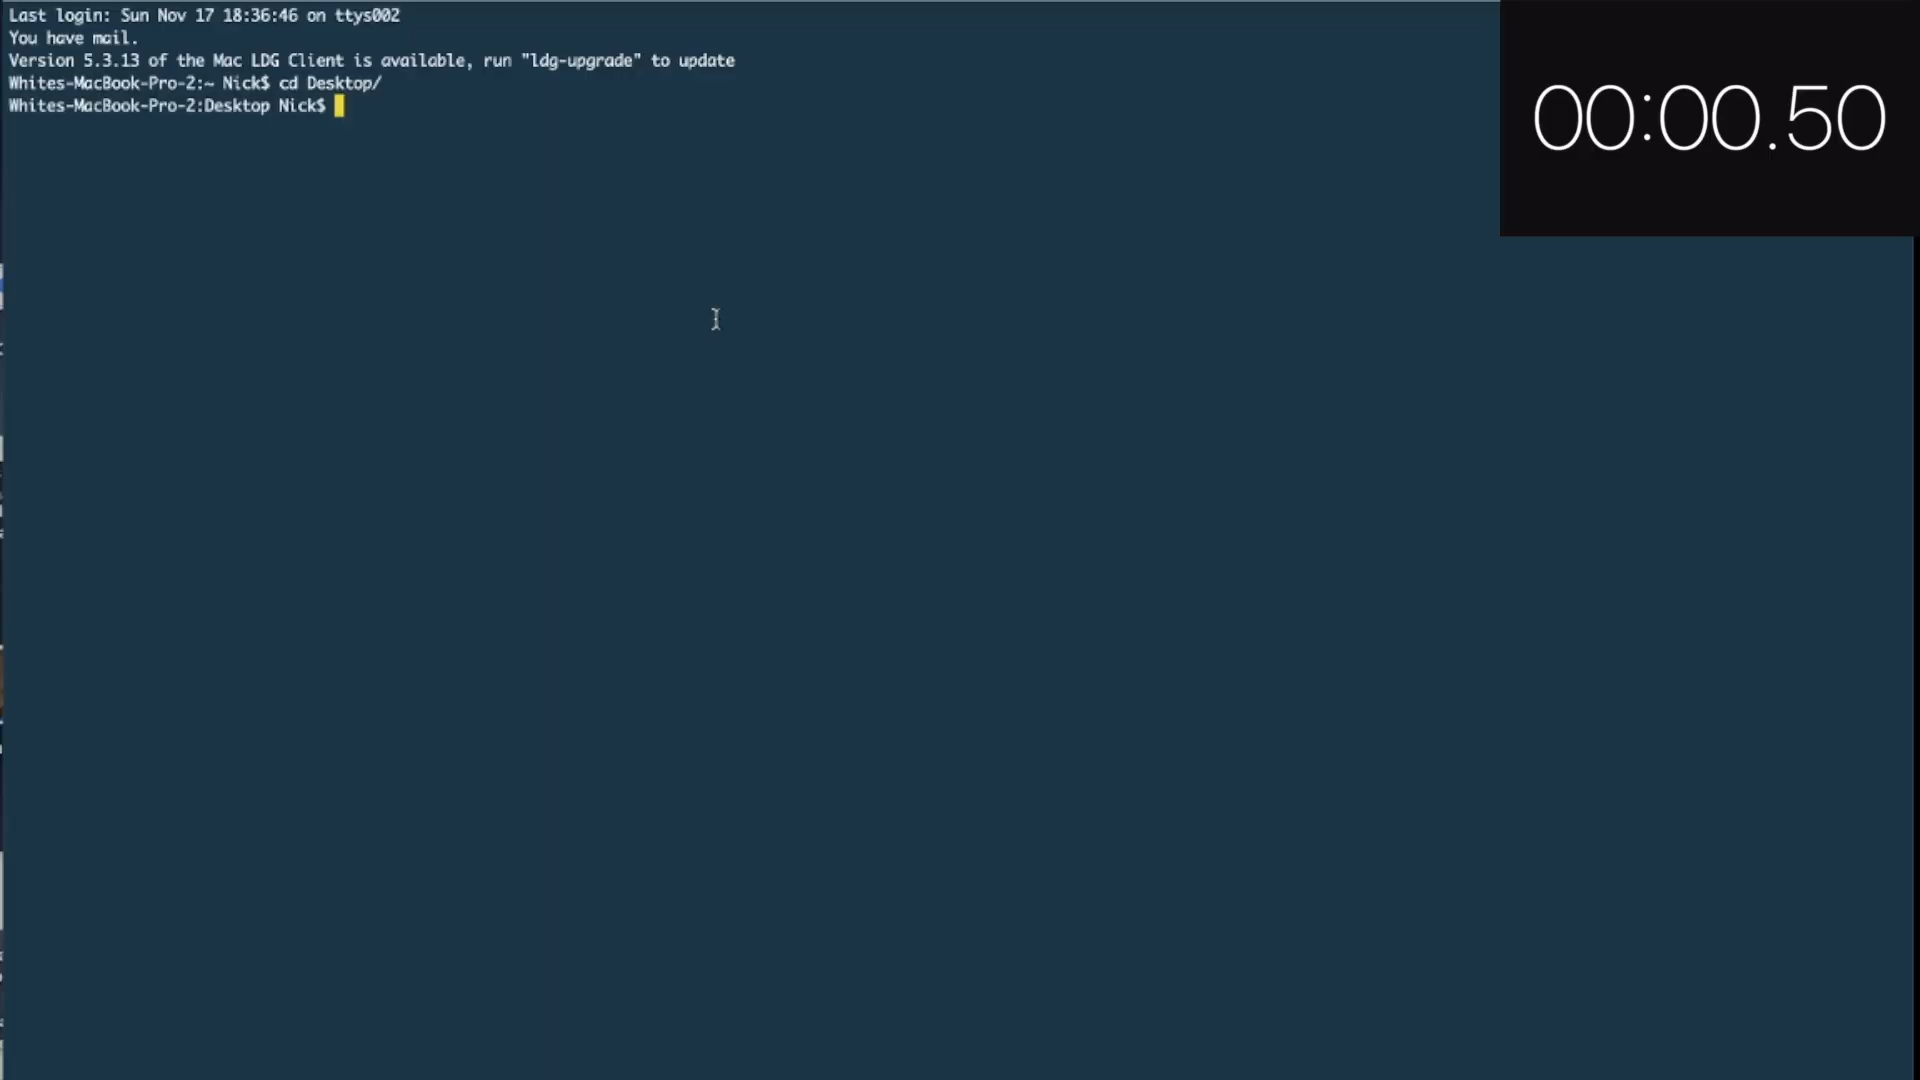 Last login: Sun Nov 17 18:36:46 on ttys002
You have mail.
Version 5.3.13 of the Mac LDG Client is available, run "ldg-upgrade" to update
Whites-MacBook-Pro-2:~ Nick$ cd Desktop/
Whites-MacBook-Pro-2:Desktop Nick$
00:00.50